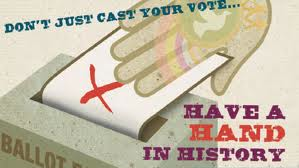 DON'T JUST CAST YOUR VOTE...
HAVE A
HAND
IN HISTORY
BALLOT